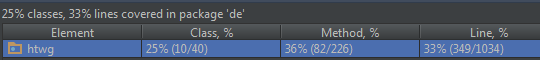 25% classes, 33% lines covered in package 'de'
Element Class, % Method, % Line, %
htwg 25% (10/40) 36% (82/226) 33% (349/1034)